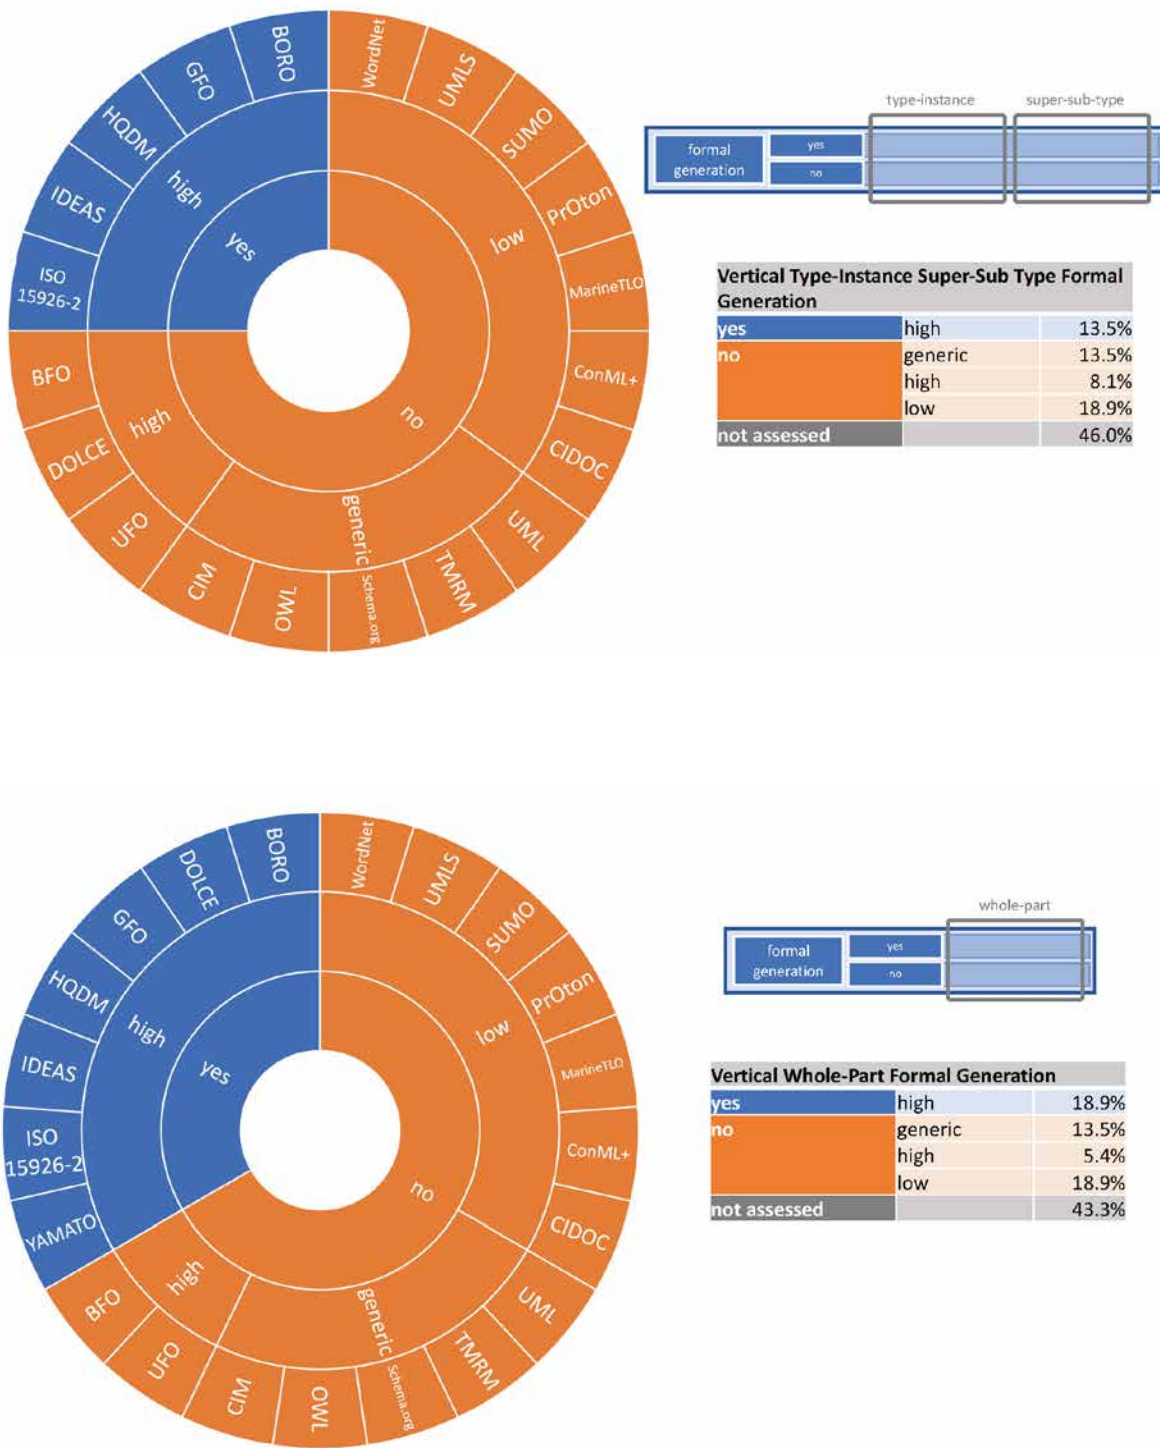 BORO
GFO
HQDM
IDEAS
ISO
15926-2
BFO
DOLCE
UFO
CIM
OWL
Schema.org
TMRM
UML
CIDOC
ConML+
MarineTLO
PrOton
SUMO
UMLS
WordNet
high
yes
low
no
high
generic
type-instance super-sub-type
formal
generation
yes
no
Vertical Type-Instance Super-Sub Type Formal
Generation
yes high 13.5%
no generic 13.5%
high 8.1%
low 18.9%
not assessed 46.0%
BORO
DOLCE
GFO
HQDM
IDEAS
ISO
15926-2
YAMATO
BFO
UFO
CIM
OWL
Schema.org
TMRM
UML
CIDOC
ConML+
MarineTLO
PrOton
SUMO
UMLS
WordNet
high
yes
low
no
high
generic
whole-part
formal
generation
yes
no
Vertical Whole-Part Formal Generation
yes high 18.9%
no generic 13.5%
high 5.4%
low 18.9%
not assessed 43.3%